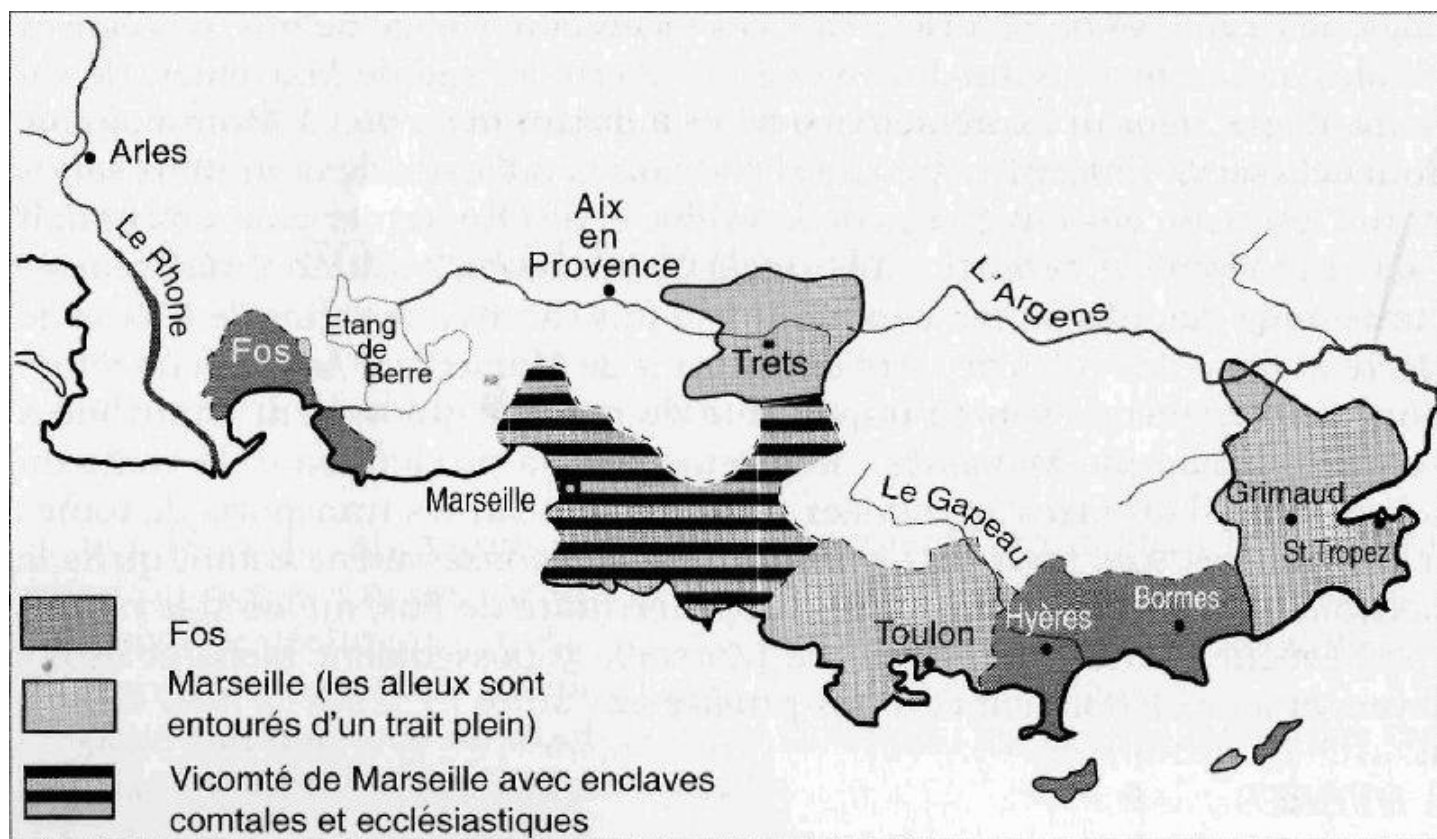 Arles
Le Rhone
Fos
Etang
de
Berre
Aix
en
Provence
Trets
L'Argens
Marseille
Le Gapeau
Grimaud
St.Tropez
Toulon
Hyères
Bormes
Fos
Marseille (les alleux sont
entourés d'un trait plein)
Vicomté de Marseille avec enclaves
comtales et ecclésiastiques